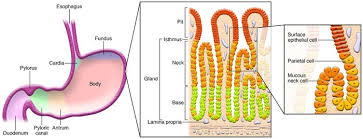 Esophagus
Fundus
Cardia
Pylorus
Body
Pyloric
canal
Antrum
Duodenum
Pit
Isthmus
Neck
Gland
Base
Lamina propria
Surface
epithelial cell
Parietal cell
Mucous neck
cell